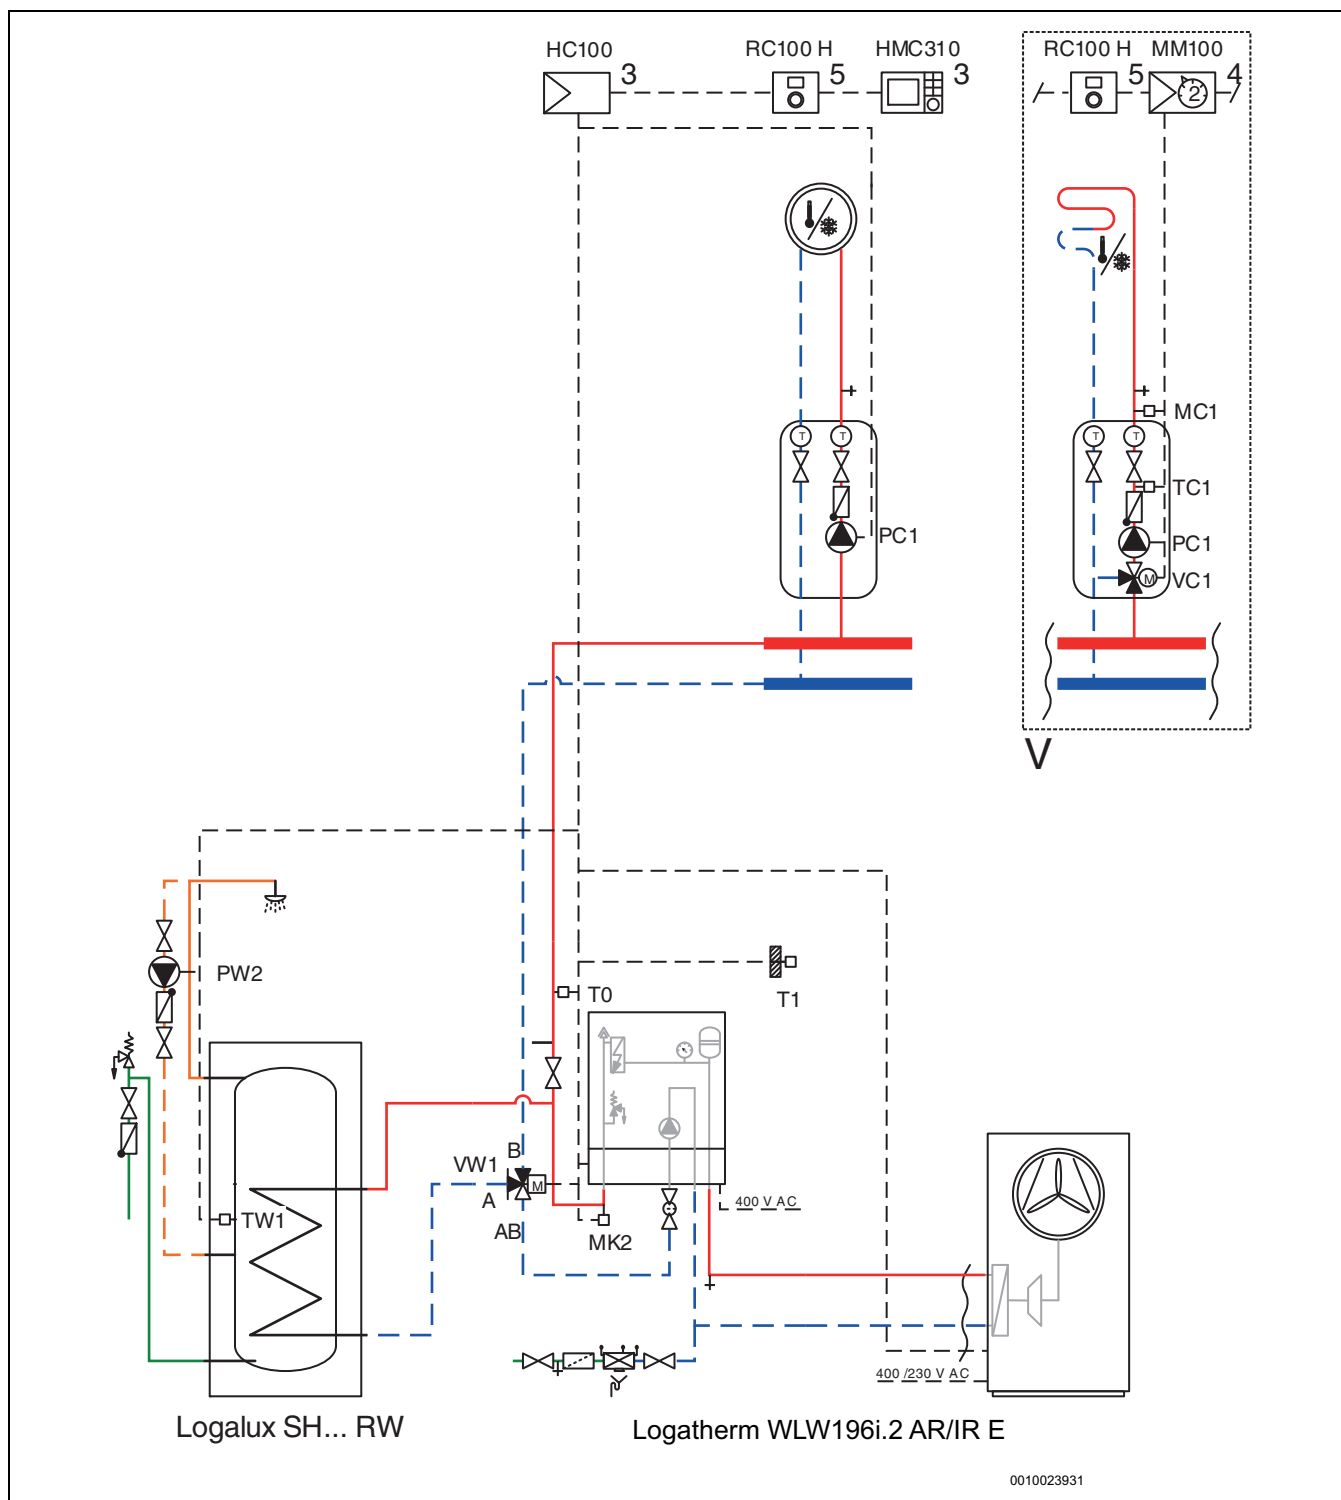 HC100
3
RC100 H
5
HMC310
3
RC100 H
5
MM100
2
4
MC1
T
T
T
T
TC1
PC1
PC1
M
VC1
V
PW2
T0
T1
B
VW1
M
A
AB
MK2
400 V AC
TW1
400 /230 V AC
Logalux SH... RW
Logatherm WLW196i.2 AR/IR E
0010023931